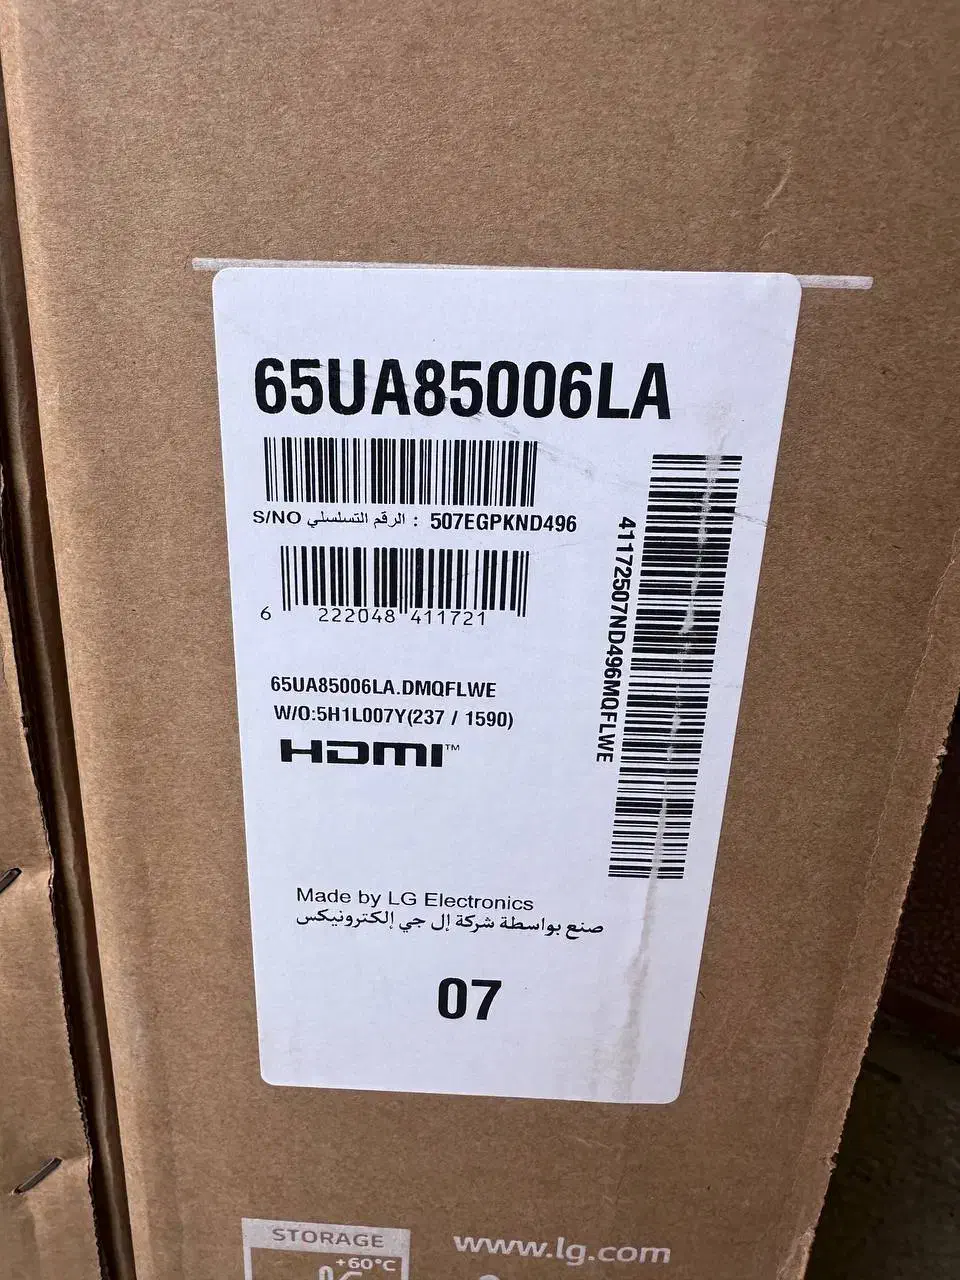 65UA85006LA
S/NO الرقم التسلسلي : 507EGPKND496
6 222048 411721
41172507ND496MQFLWE
65UA85006LA.DMQFLWE
W/O:5H1L007Y(237 / 1590)
HDMI™
Made by LG Electronics
صنع بواسطة شركة إل جي إلكترونيكس
07
STORAGE
+60°C
www.lg.com